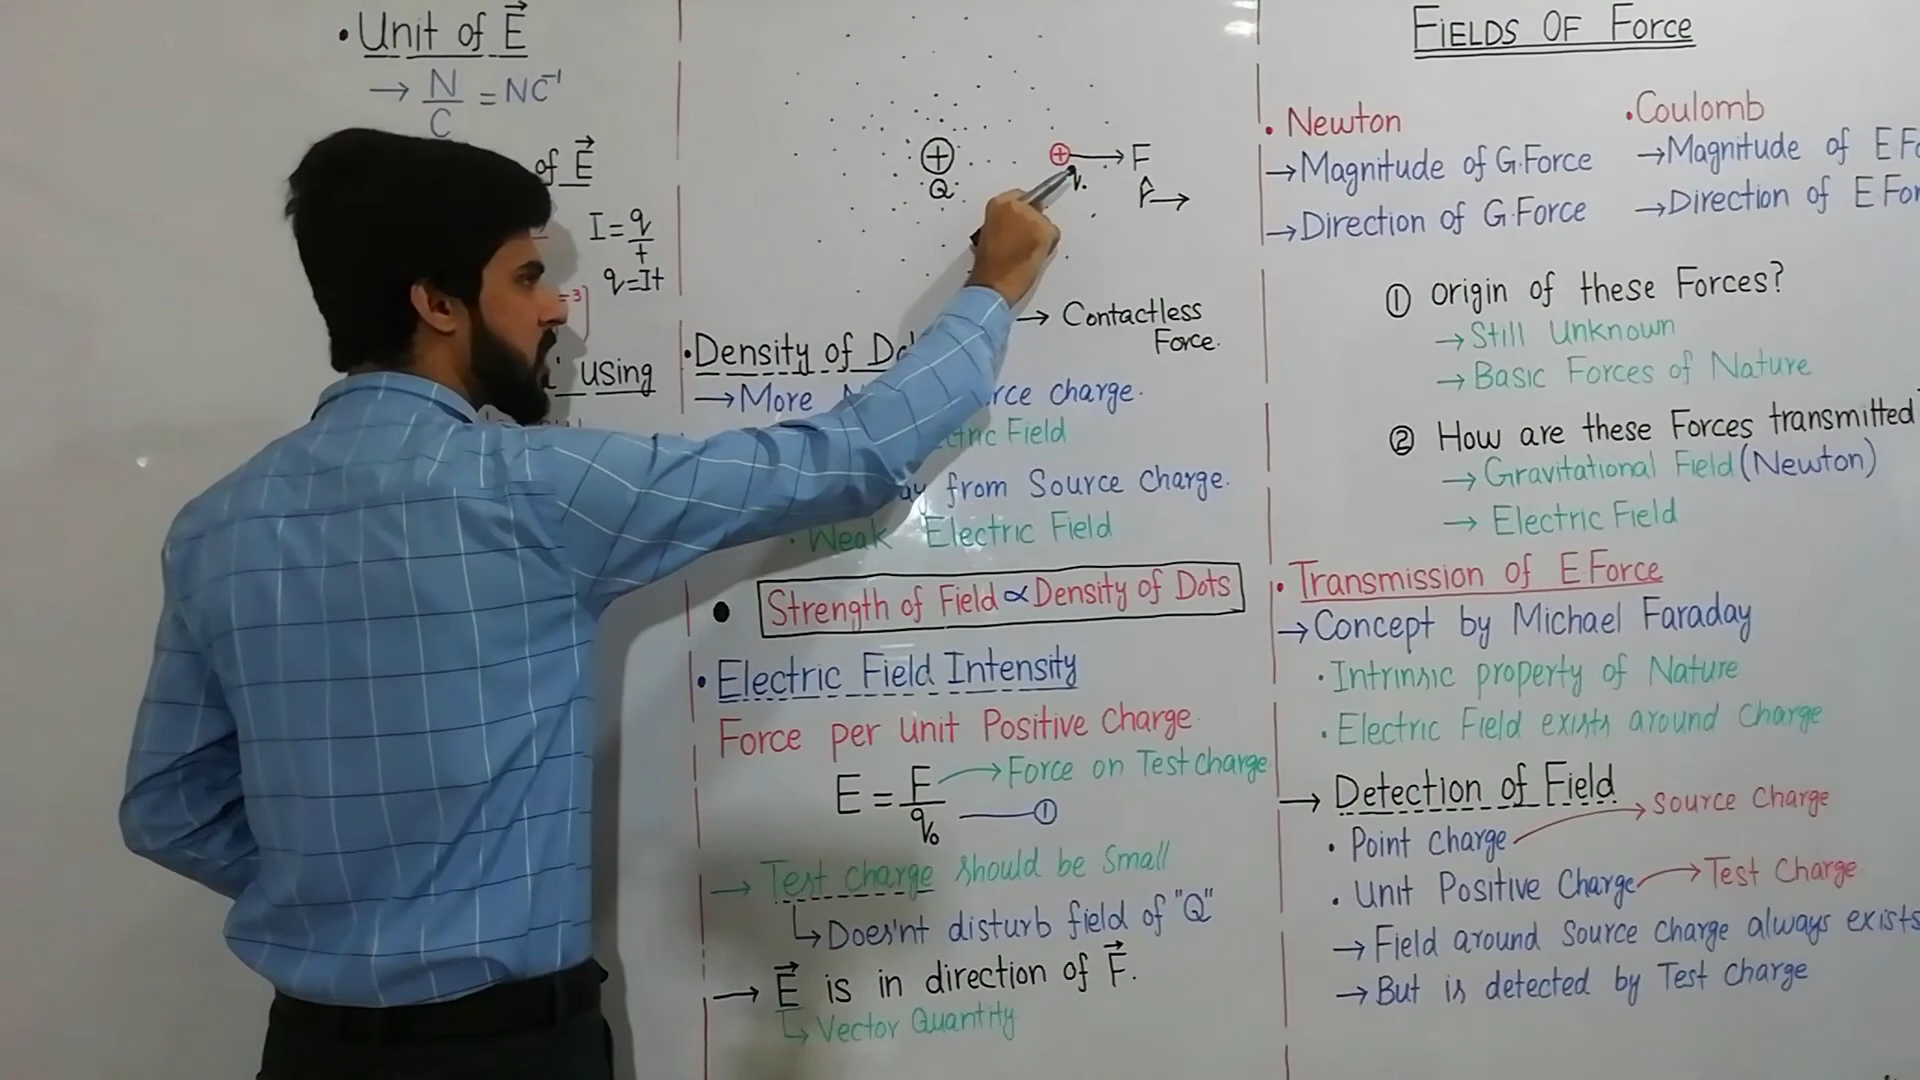 • Unit of E⃗
→ N/C = NC⁻¹
of E⃗
I = q/t
q = It
using
+ Q
+ → F
q.
r̂ →
→ Contactless
Force.
• Density of
→ More rce charge.
ctric Field
ay from Source charge.
• Weak Electric Field
• Strength of Field ∝ Density of Dots
• Electric Field Intensity
Force per unit Positive Charge
E = F/q₀ → Force on Test charge
—— ①
→ Test charge should be Small
↳ Does'nt disturb field of "Q"
→ E⃗ is in direction of F⃗.
↳ Vector Quantity
FiELDS OF Force
• Newton
→ Magnitude of G.Force
→ Direction of G.Force
• Coulomb
→ Magnitude of E
→ Direction of E
① Origin of these Forces?
→ Still Unknown
→ Basic Forces of Nature
② How are these Forces transmitted
→ Gravitational Field (Newton)
→ Electric Field
• Transmission of E.Force
→ Concept by Michael Faraday
• Intrinsic property of Nature
• Electric Field exists around Charge
→ Detection of Field
• Point Charge → Source Charge
• Unit Positive Charge → Test Charge
→ Field around Source charge always exists
→ But is detected by Test Charge